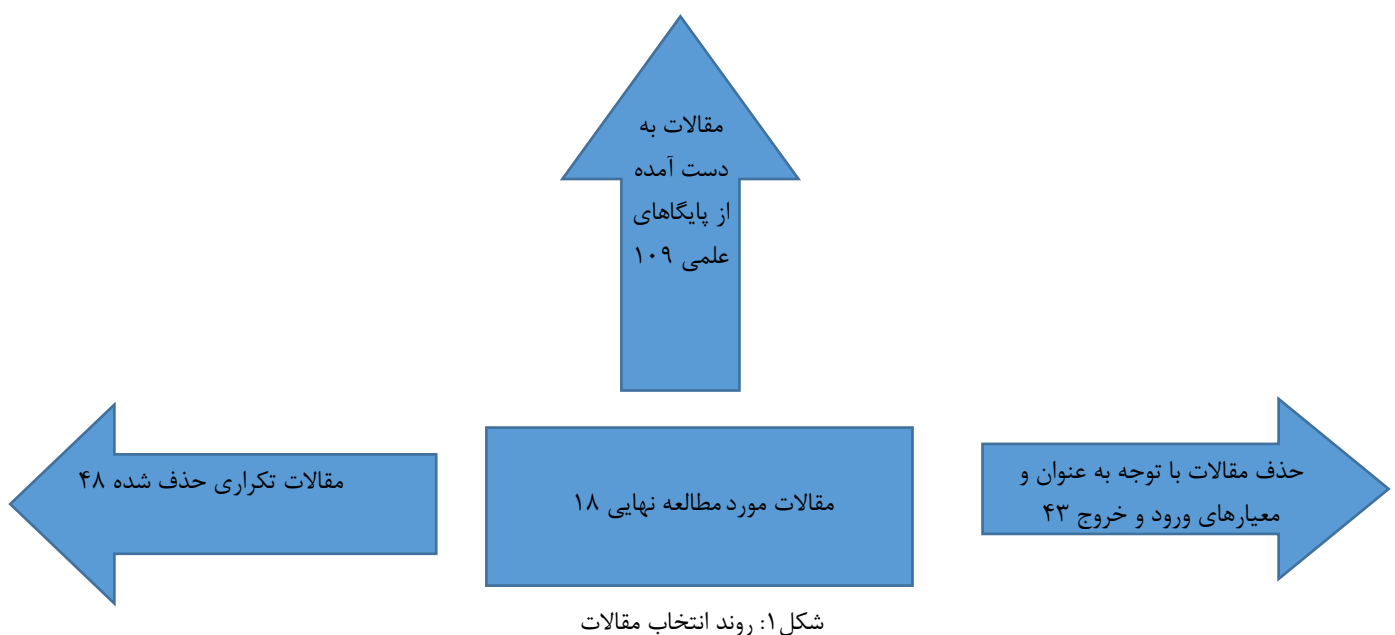 مقالات به
دست آمده
از پایگاهای
علمی ۱۰۹
حذف مقالات با توجه به عنوان و
معیارهای ورود و خروج ۴۳
مقالات مورد مطالعه نهایی ۱۸
مقالات تکراری حذف شده ۴۸
شکل۱: روند انتخاب مقالات